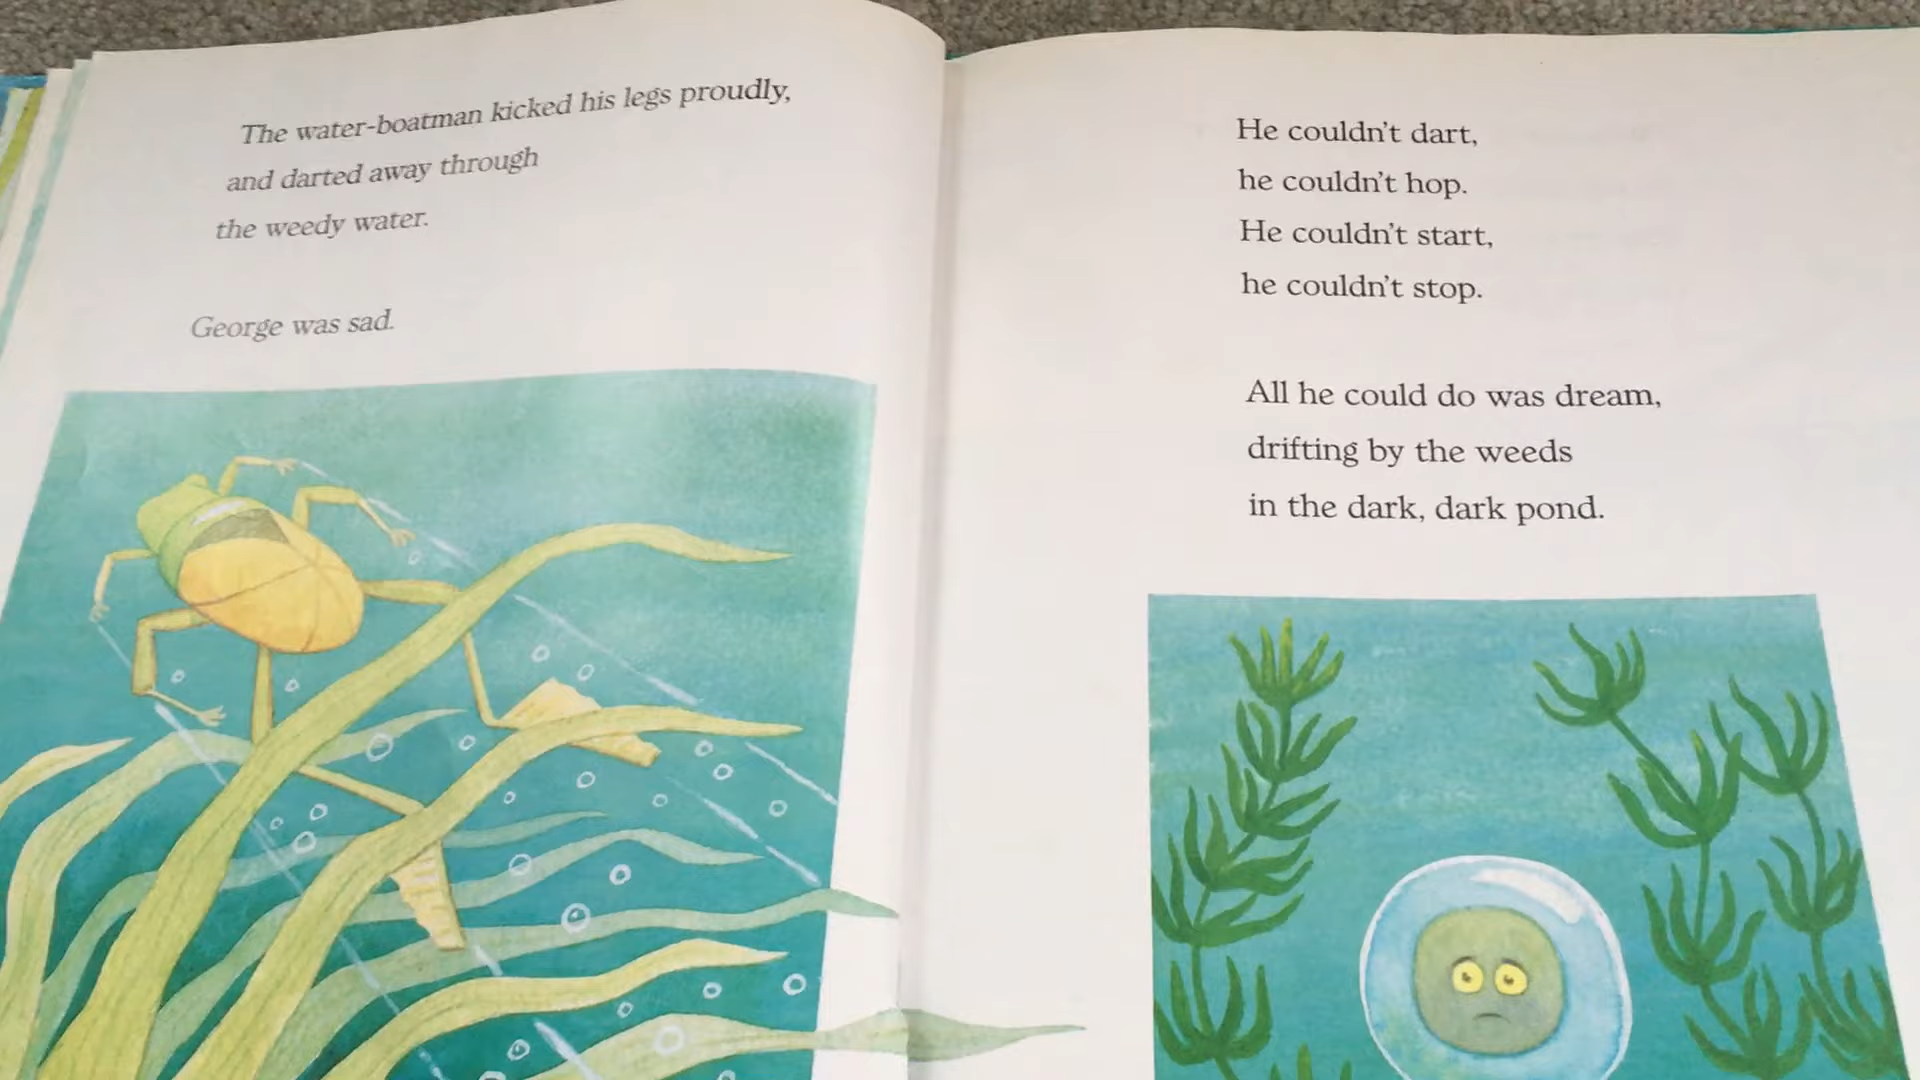 The water-boatman kicked his legs proudly,
and darted away through
the weedy water.
George was sad.
He couldn't dart,
he couldn't hop.
He couldn't start,
he couldn't stop.
All he could do was dream,
drifting by the weeds
in the dark, dark pond.